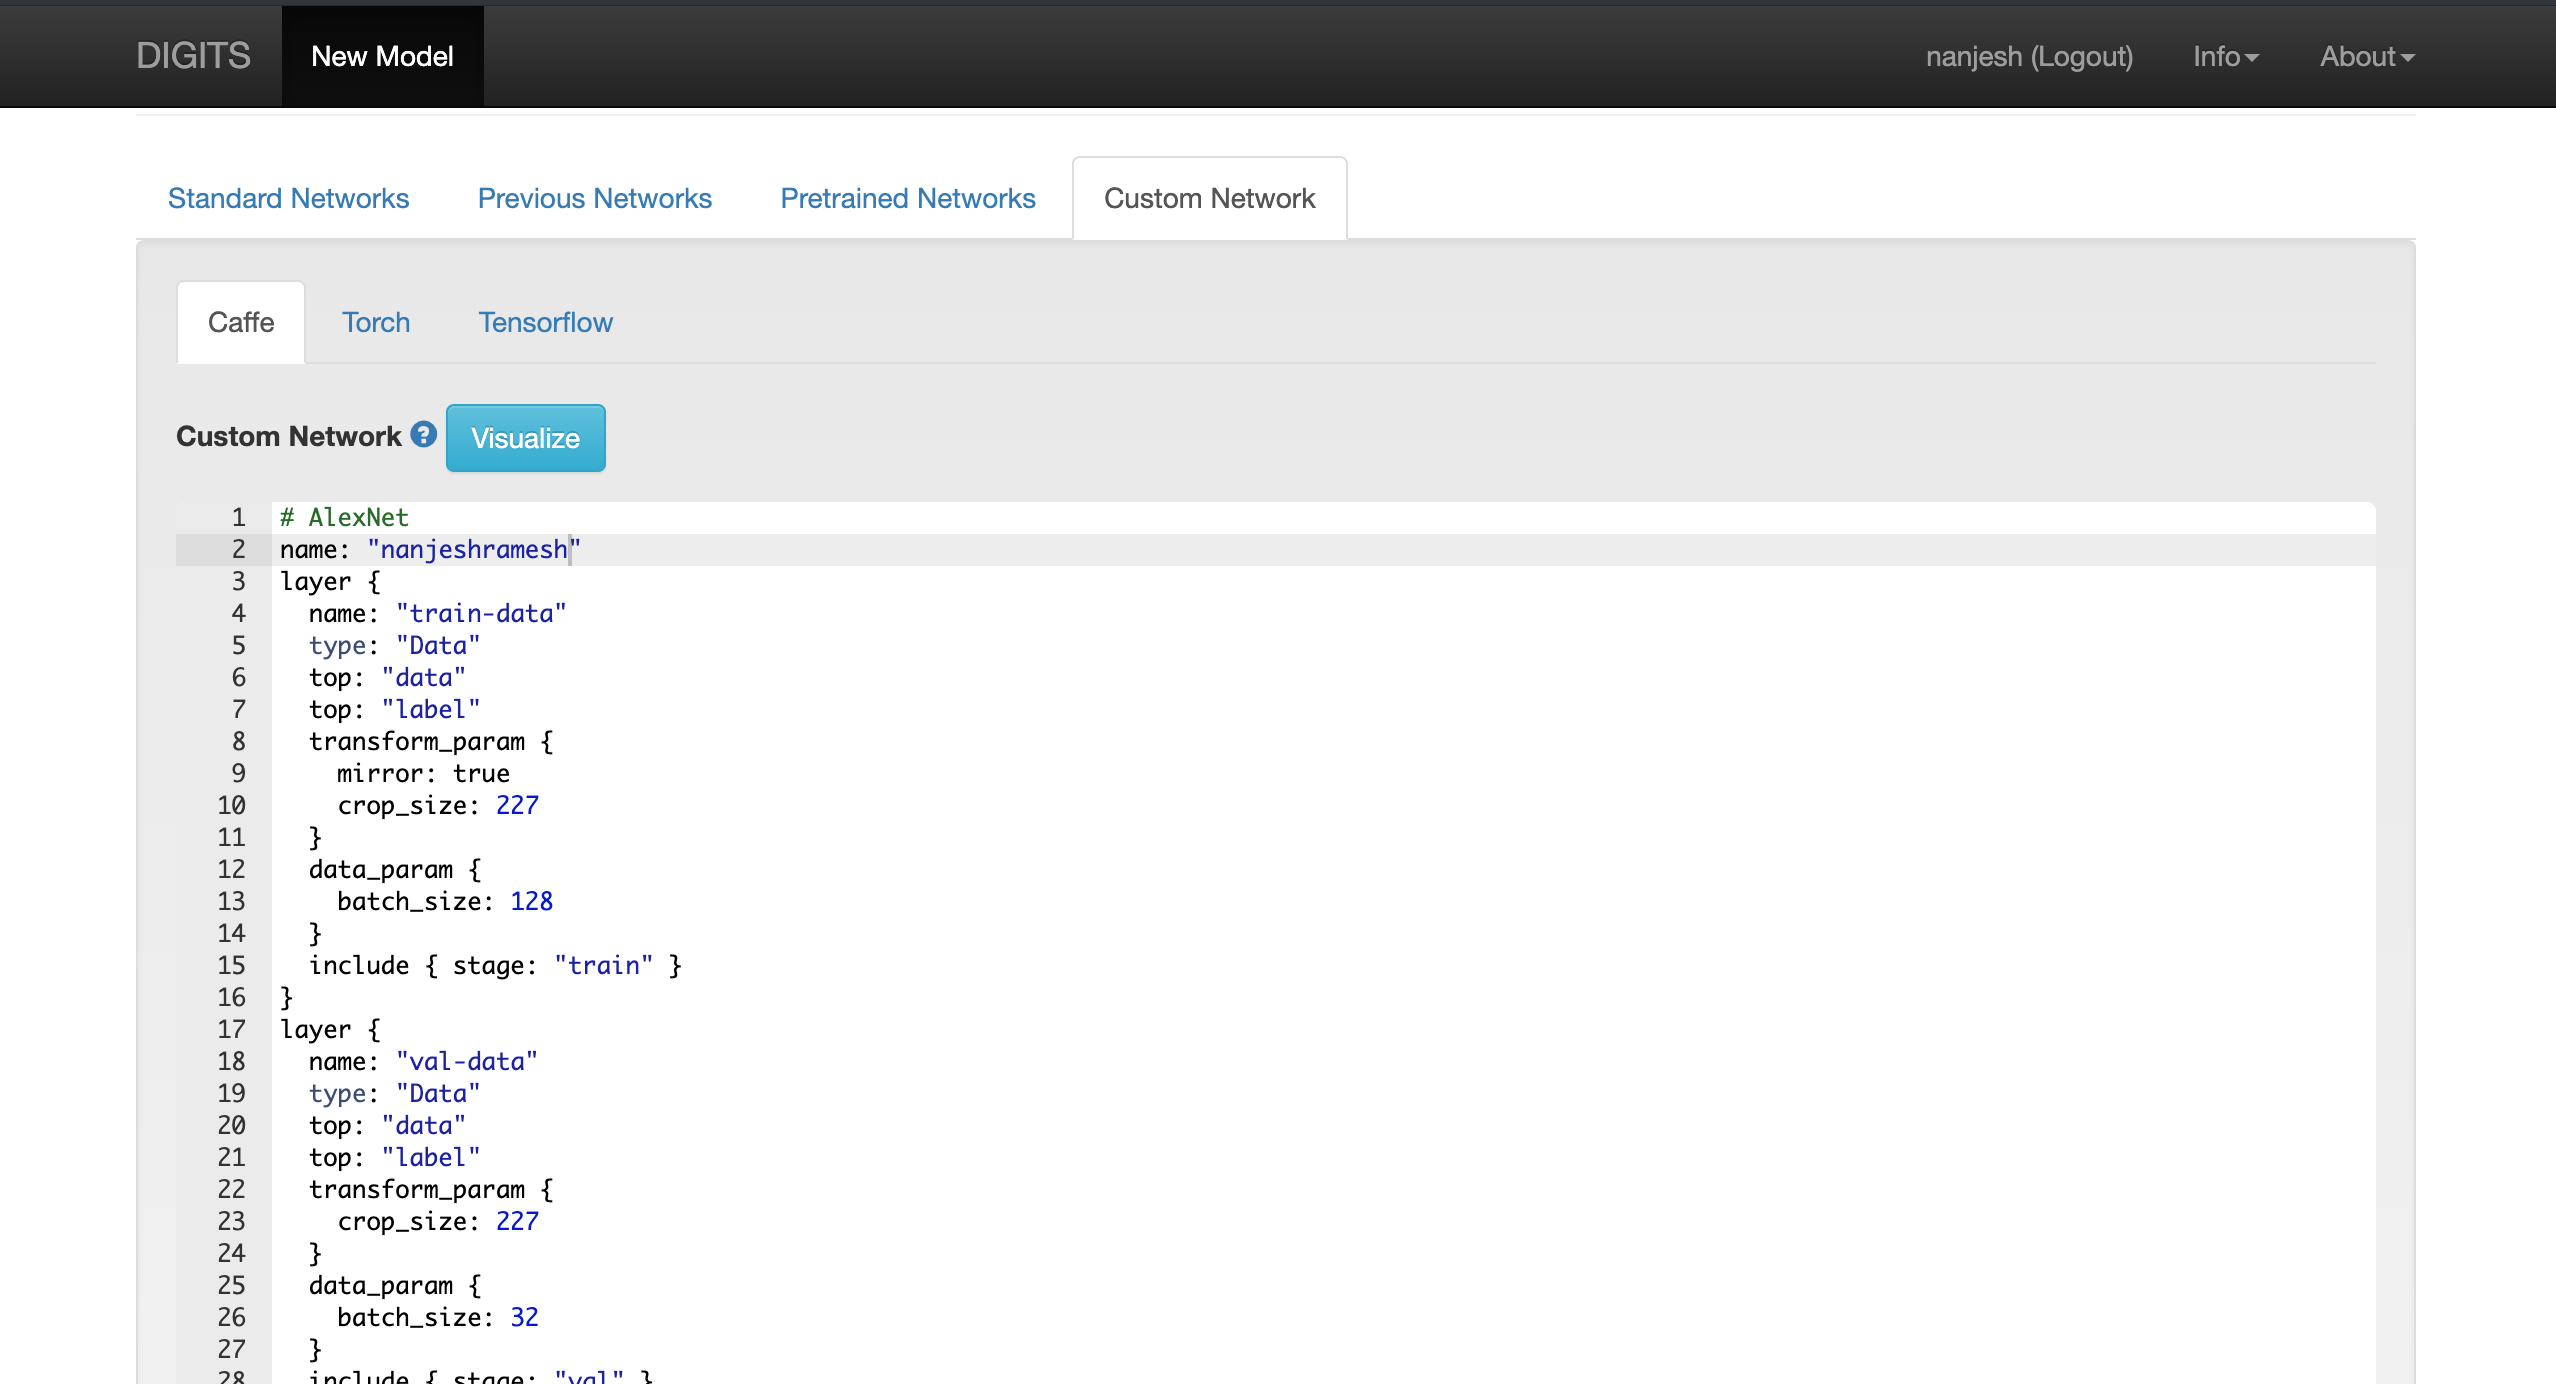 DIGITS New Model nanjesh (Logout) Info About
Standard Networks Previous Networks Pretrained Networks Custom Network
Caffe Torch Tensorflow
Custom Network ? Visualize
1 # AlexNet
2 name: "nanjeshramesh"
3 layer {
4   name: "train-data"
5   type: "Data"
6   top: "data"
7   top: "label"
8   transform_param {
9     mirror: true
10     crop_size: 227
11   }
12   data_param {
13     batch_size: 128
14   }
15   include { stage: "train" }
16 }
17 layer {
18   name: "val-data"
19   type: "Data"
20   top: "data"
21   top: "label"
22   transform_param {
23     crop_size: 227
24   }
25   data_param {
26     batch_size: 32
27   }
28   include { stage: "val" }